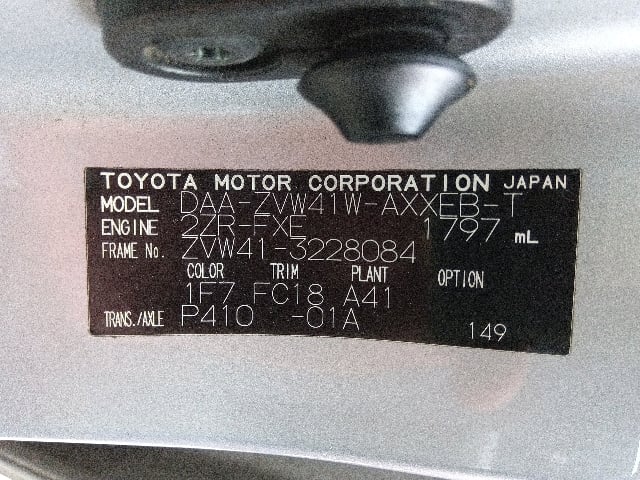 TOYOTA MOTOR CORPORATION JAPAN
MODEL DAA-ZVW41W-AXXEB-T
ENGINE 2ZR-FXE 1797 mL
FRAME No. ZVW41-3228084
COLOR TRIM PLANT OPTION
1F7 FC18 A41
TRANS./AXLE P410 -01A 149